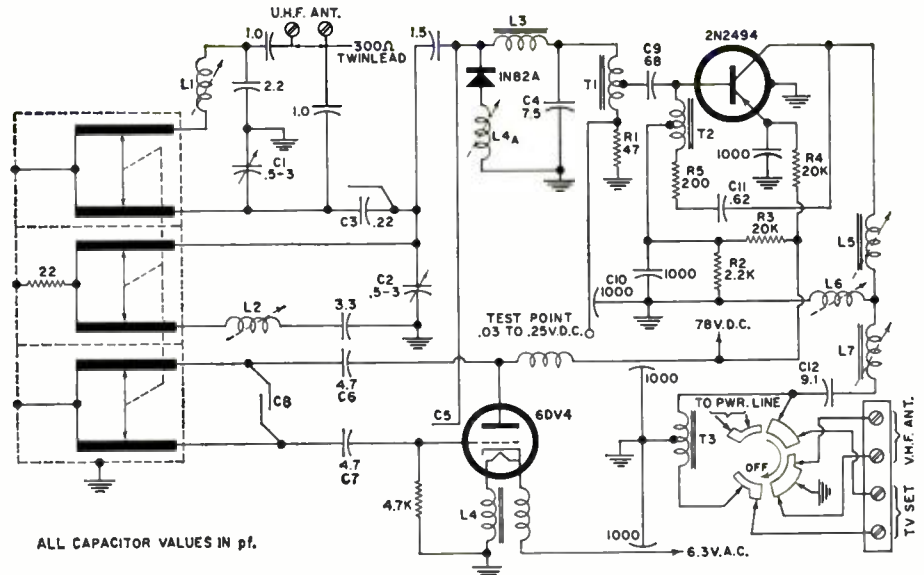 U.H.F. ANT.
1.0
300Ω
TWINLEAD
1.5
L3
2N2494
L1
2.2
1.0
IN82A
C4
7.5
T1
C9
68
L4A
R1
47
T2
1000
R4
20K
C1
.5-3
R5
200
C11
.62
C3
.22
R3
20K
L5
22
C2
.5-3
C10
1000
1000
R2
2.2K
L6
L2
3.3
TEST POINT
.03 TO .25V.D.C.
78V.D.C.
L7
C8
4.7
C6
C5
6DV4
1000
C12
9.1
TO PWR. LINE
V.H.F. ANT.
T3
OFF
4.7
C7
4.7K
L4
TV SET
1000
6.3V.A.C.
ALL CAPACITOR VALUES IN pf.